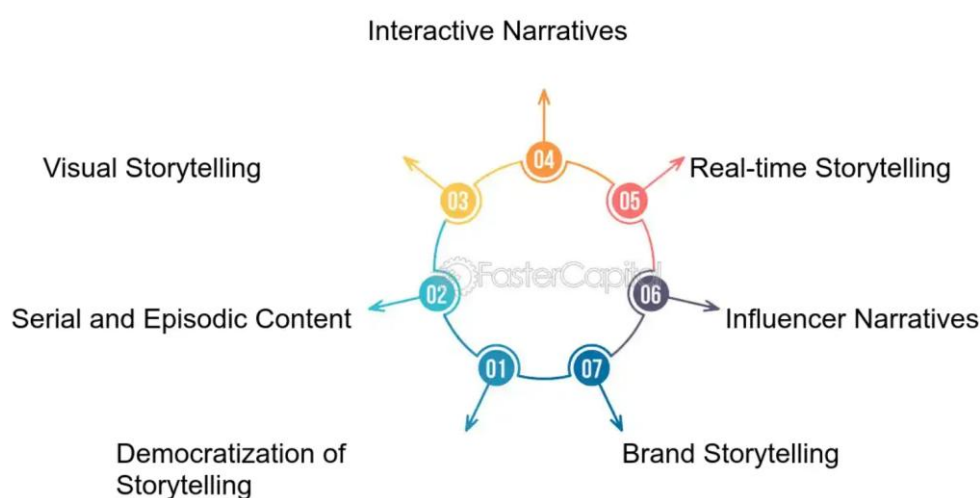 Interactive Narratives
Visual Storytelling
04
Real-time Storytelling
03
05
FasterCapital
02
06
Serial and Episodic Content
Influencer Narratives
01
07
Democratization of
Storytelling
Brand Storytelling